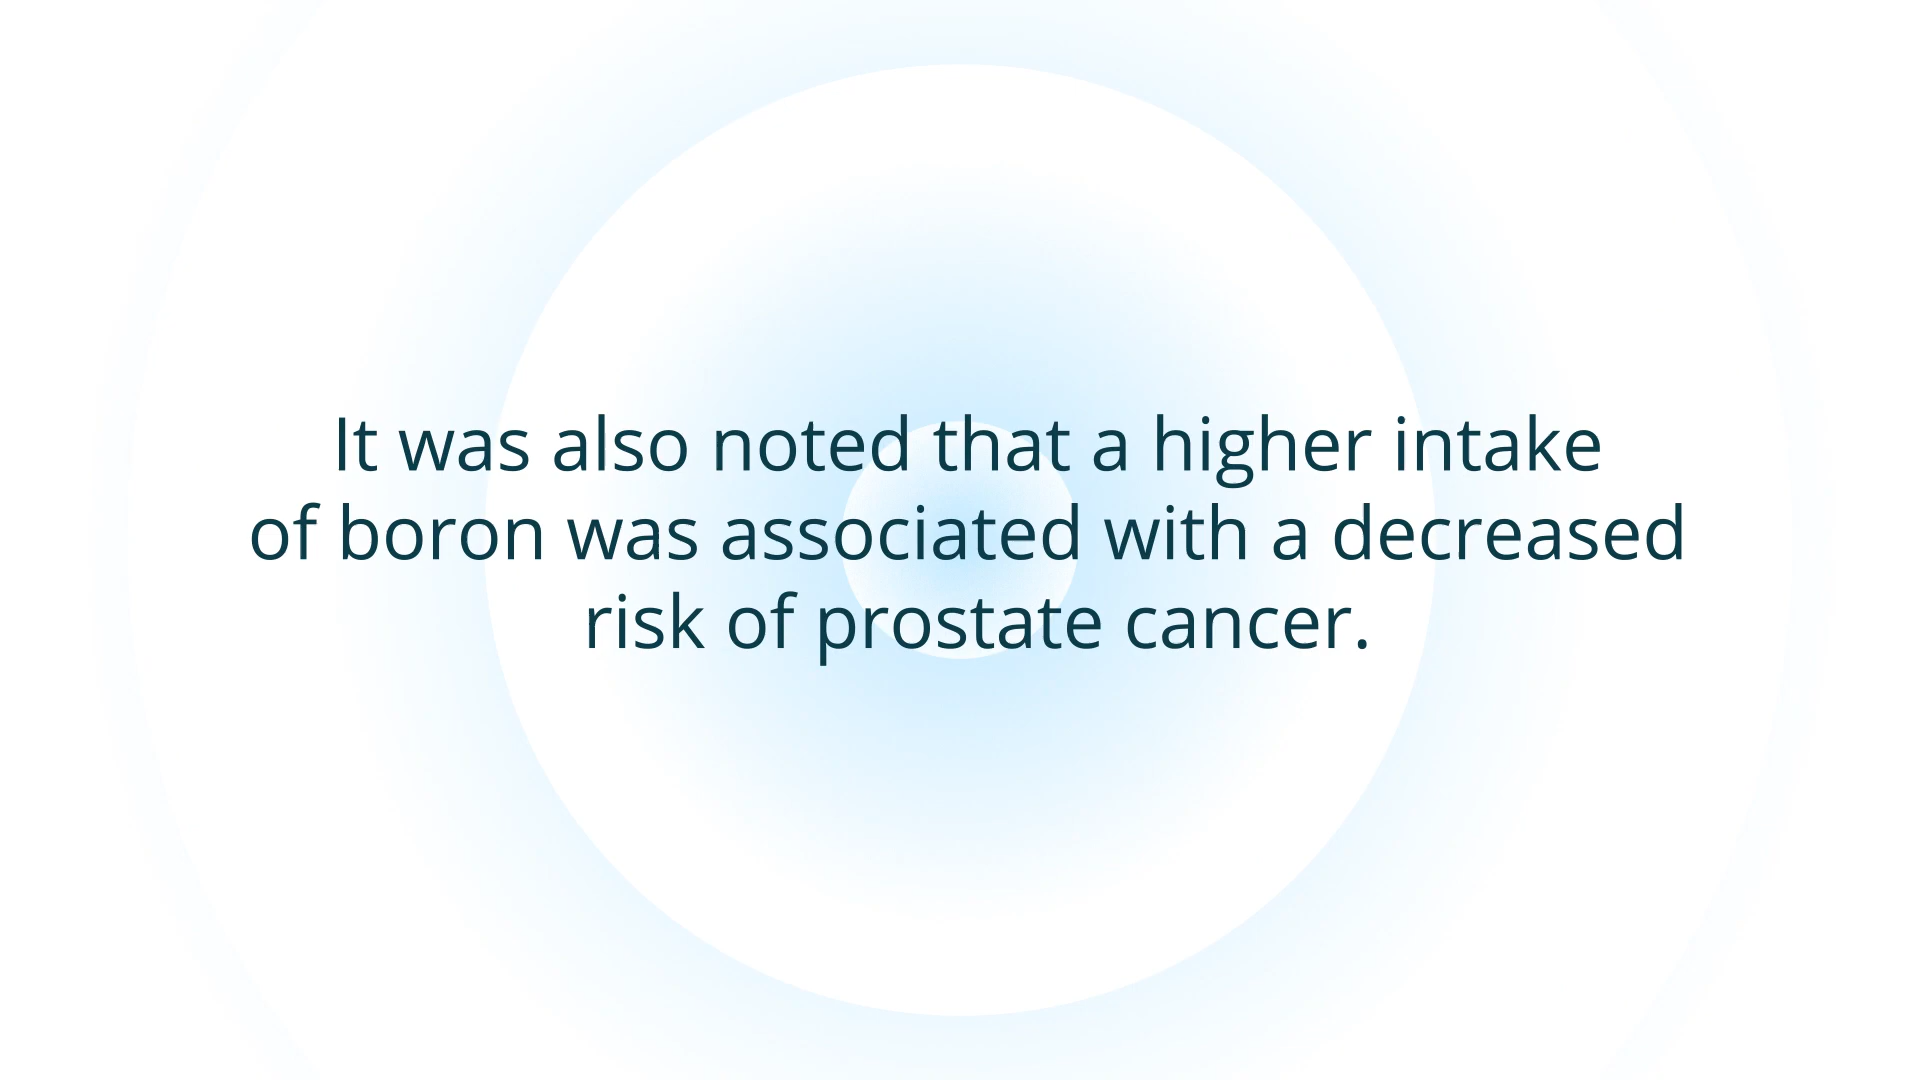 It was also noted that a higher intake
of boron was associated with a decreased
risk of prostate cancer.